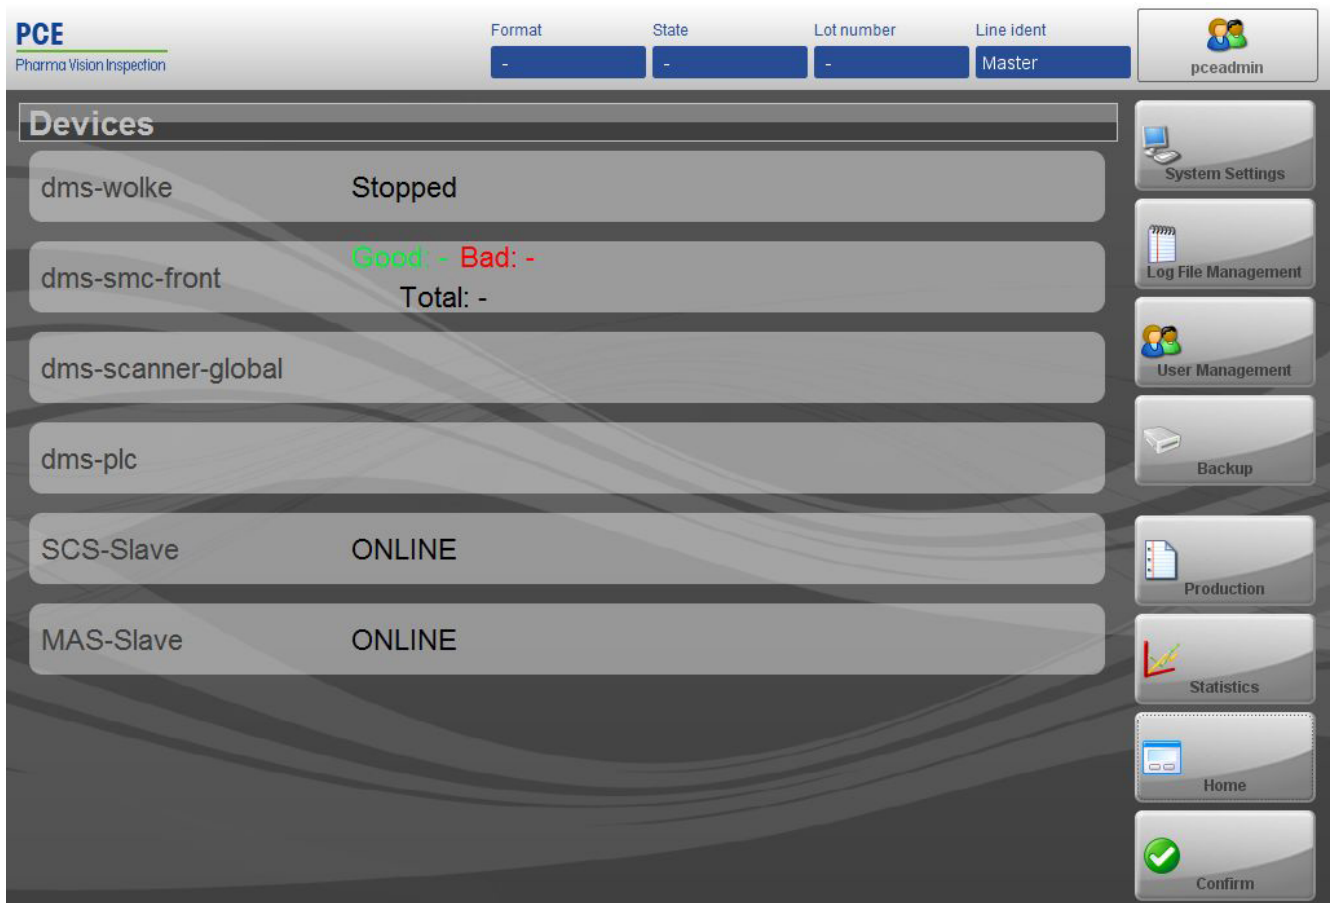 PCE
Pharma Vision Inspection
Format
State
Lot number
Line ident
-
-
-
Master
pceadmin
Devices
dms-wolke Stopped
dms-smc-front
Good: - Bad: -
Total: -
dms-scanner-global
dms-plc
SCS-Slave ONLINE
MAS-Slave ONLINE
System Settings
Log File Management
User Management
Backup
Production
Statistics
Home
Confirm